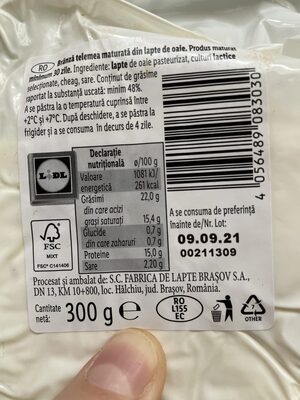 RO Brânză telemea maturată din lapte de oaie. Produs maturat
minimum 30 zile. Ingrediente: lapte de oaie pasteurizat, culturi lactice
selecționate, cheag, sare. Conținut de grăsime
raportat la substanța uscată: minim 48%.
A se păstra la o temperatură cuprinsă între
+2°C și +7°C. După deschidere, a se păstra la
frigider și a se consuma în decurs de 4 zile.
4 056489 083030
LIDL
Declarație
nutrițională ø/100 g
Valoare 1081 kJ/
energetică 261 kcal
Grăsimi 22,0 g
din care acizi
grași saturați 15,4 g
Glucide 0,7 g
din care zaharuri 0,7 g
Proteine 15,0 g
Sare 2,20 g
FSC
MIXT
FSC® C141406
A se consuma de preferință
înainte de/Nr. Lot:
09.09.21
00211309
Procesat și ambalat de: S.C. FABRICA DE LAPTE BRAȘOV S.A.,
DN 13, KM 10+800, loc. Hălchiu, jud. Brașov, România.
Cantitate
netă: 300 g e
RO
L155
EC
OTHER